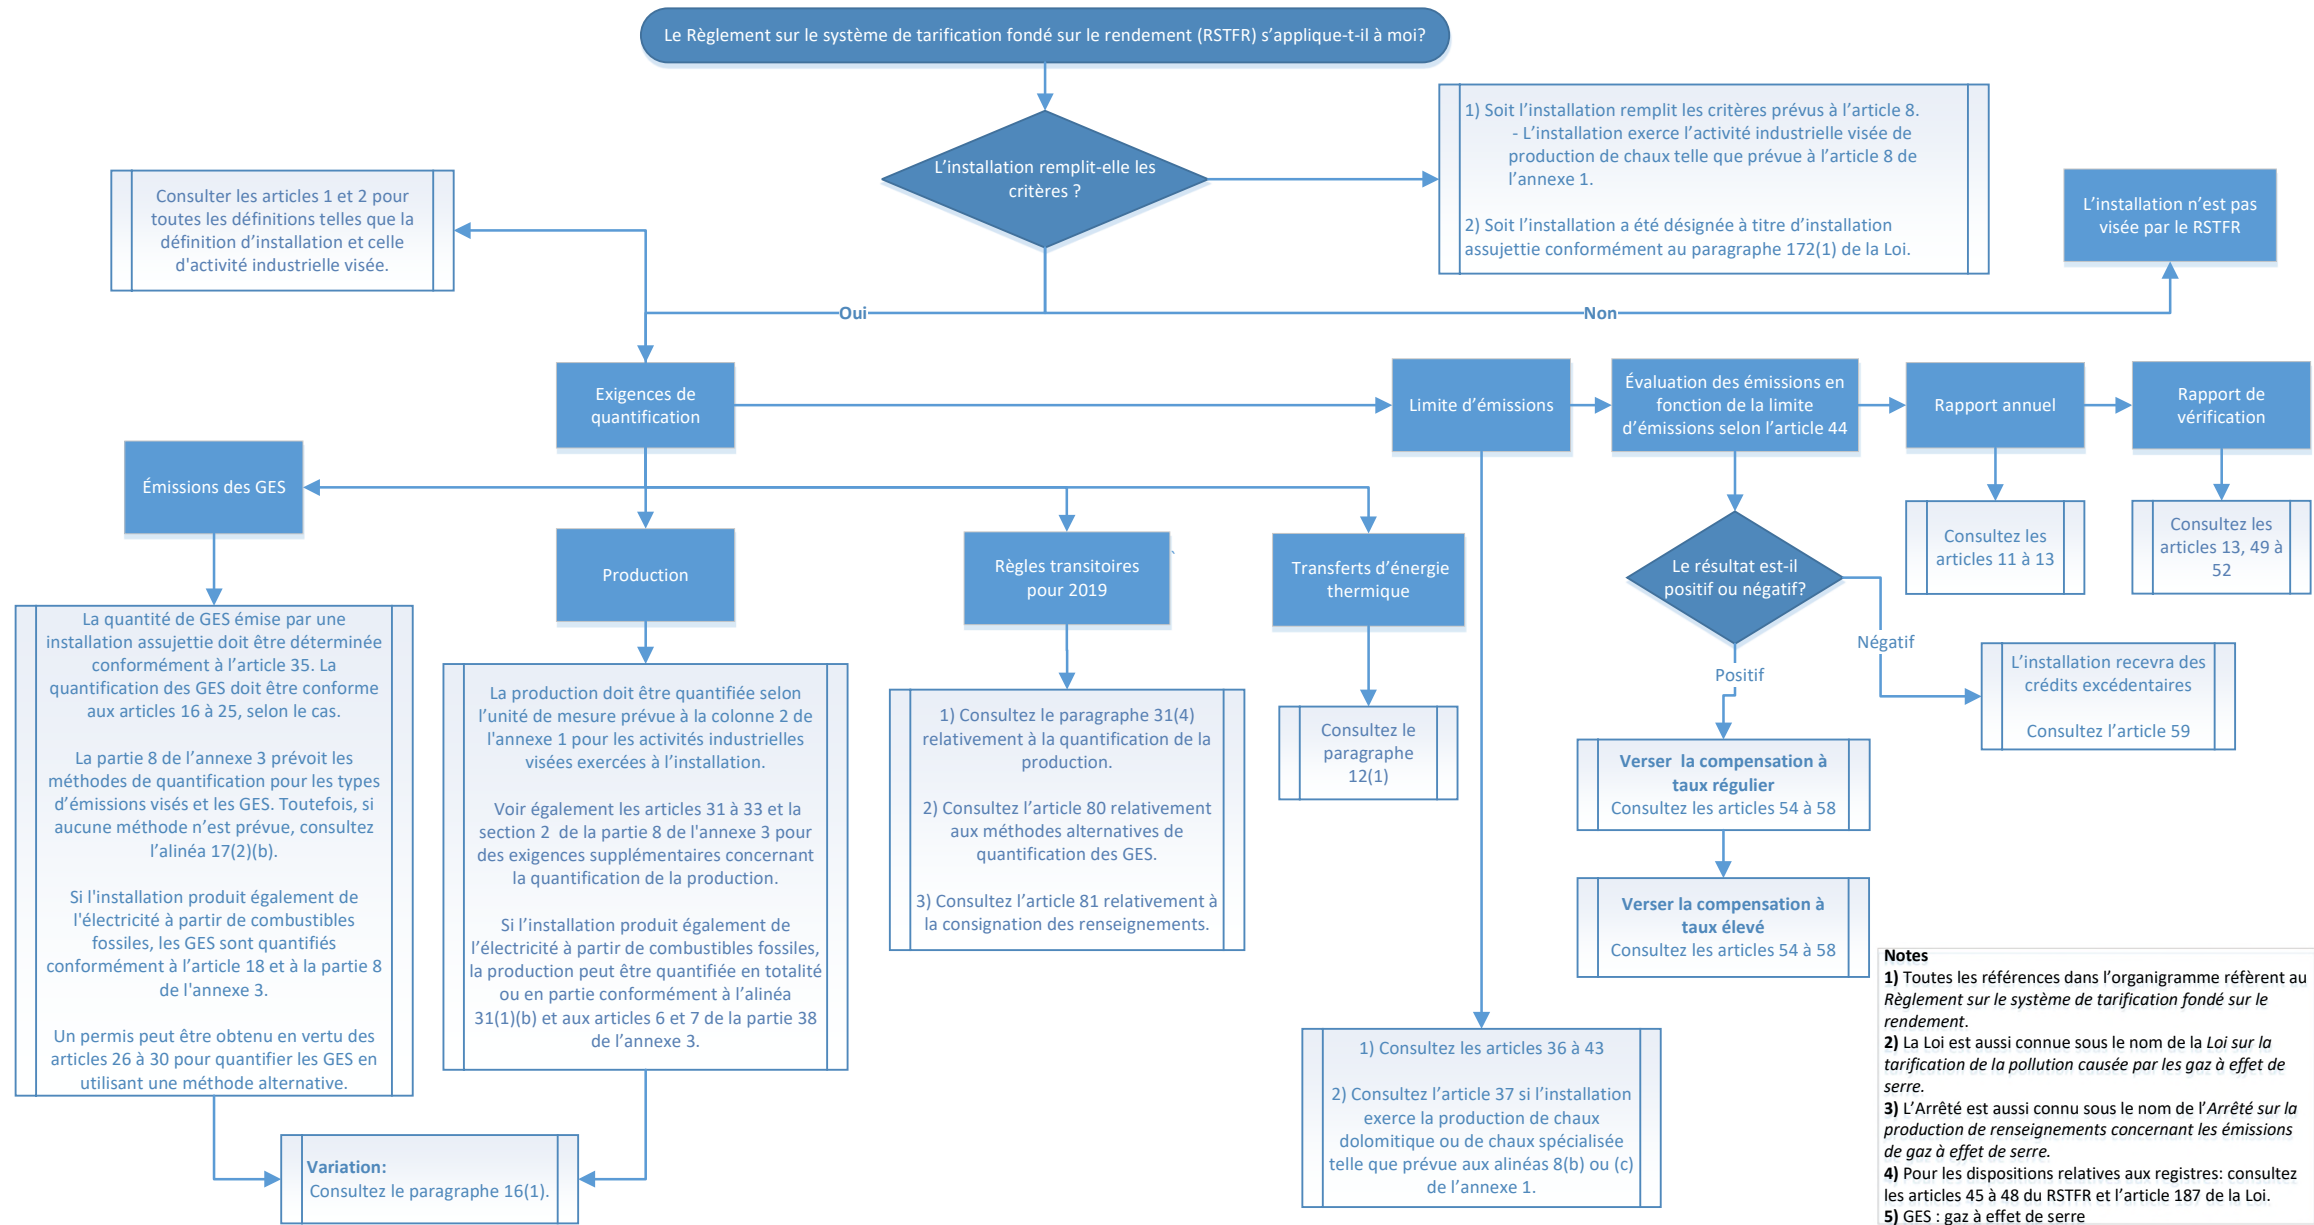 Le Règlement sur le système de tarification fondé sur le rendement (RSTFR) s’applique-t-il à moi?
L’installation remplit-elle les
critères ?
1) Soit l’installation remplit les critères prévus à l’article 8.
- L’installation exerce l’activité industrielle visée de
production de chaux telle que prévue à l’article 8 de
l’annexe 1.
2) Soit l’installation a été désignée à titre d’installation
assujettie conformément au paragraphe 172(1) de la Loi.
Consulter les articles 1 et 2 pour
toutes les définitions telles que la
définition d’installation et celle
d'activité industrielle visée.
L’installation n’est pas
visée par le RSTFR
Oui
Non
Exigences de
quantification
Limite d’émissions
Évaluation des émissions en
fonction de la limite
d’émissions selon l’article 44
Rapport annuel
Rapport de
vérification
Émissions des GES
Production
Règles transitoires
pour 2019
`
Transferts d’énergie
thermique
Le résultat est-il
positif ou négatif?
Consultez les
articles 11 à 13
Consultez les
articles 13, 49 à
52
La quantité de GES émise par une
installation assujettie doit être déterminée
conformément à l’article 35. La
quantification des GES doit être conforme
aux articles 16 à 25, selon le cas.
La partie 8 de l’annexe 3 prévoit les
méthodes de quantification pour les types
d’émissions visés et les GES. Toutefois, si
aucune méthode n’est prévue, consultez
l’alinéa 17(2)(b).
Si l'installation produit également de
l'électricité à partir de combustibles
fossiles, les GES sont quantifiés
conformément à l’article 18 et à la partie 8
de l'annexe 3.
Un permis peut être obtenu en vertu des
articles 26 à 30 pour quantifier les GES en
utilisant une méthode alternative.
La production doit être quantifiée selon
l’unité de mesure prévue à la colonne 2 de
l'annexe 1 pour les activités industrielles
visées exercées à l’installation.
Voir également les articles 31 à 33 et la
section 2 de la partie 8 de l'annexe 3 pour
des exigences supplémentaires concernant
la quantification de la production.
Si l’installation produit également de
l’électricité à partir de combustibles fossiles,
la production peut être quantifiée en totalité
ou en partie conformément à l’alinéa
31(1)(b) et aux articles 6 et 7 de la partie 38
de l’annexe 3.
1) Consultez le paragraphe 31(4)
relativement à la quantification de la
production.
2) Consultez l’article 80 relativement
aux méthodes alternatives de
quantification des GES.
3) Consultez l’article 81 relativement à
la consignation des renseignements.
Consultez le
paragraphe
12(1)
Négatif
Positif
L’installation recevra des
crédits excédentaires
Consultez l’article 59
Verser la compensation à
taux régulier
Consultez les articles 54 à 58
Verser la compensation à
taux élevé
Consultez les articles 54 à 58
1) Consultez les articles 36 à 43
2) Consultez l’article 37 si l’installation
exerce la production de chaux
dolomitique ou de chaux spécialisée
telle que prévue aux alinéas 8(b) ou (c)
de l’annexe 1.
Variation:
Consultez le paragraphe 16(1).
Notes
1) Toutes les références dans l’organigramme réfèrent au
Règlement sur le système de tarification fondé sur le
rendement.
2) La Loi est aussi connue sous le nom de la Loi sur la
tarification de la pollution causée par les gaz à effet de
serre.
3) L’Arrêté est aussi connu sous le nom de l’Arrêté sur la
production de renseignements concernant les émissions
de gaz à effet de serre.
4) Pour les dispositions relatives aux registres: consultez
les articles 45 à 48 du RSTFR et l’article 187 de la Loi.
5) GES : gaz à effet de serre